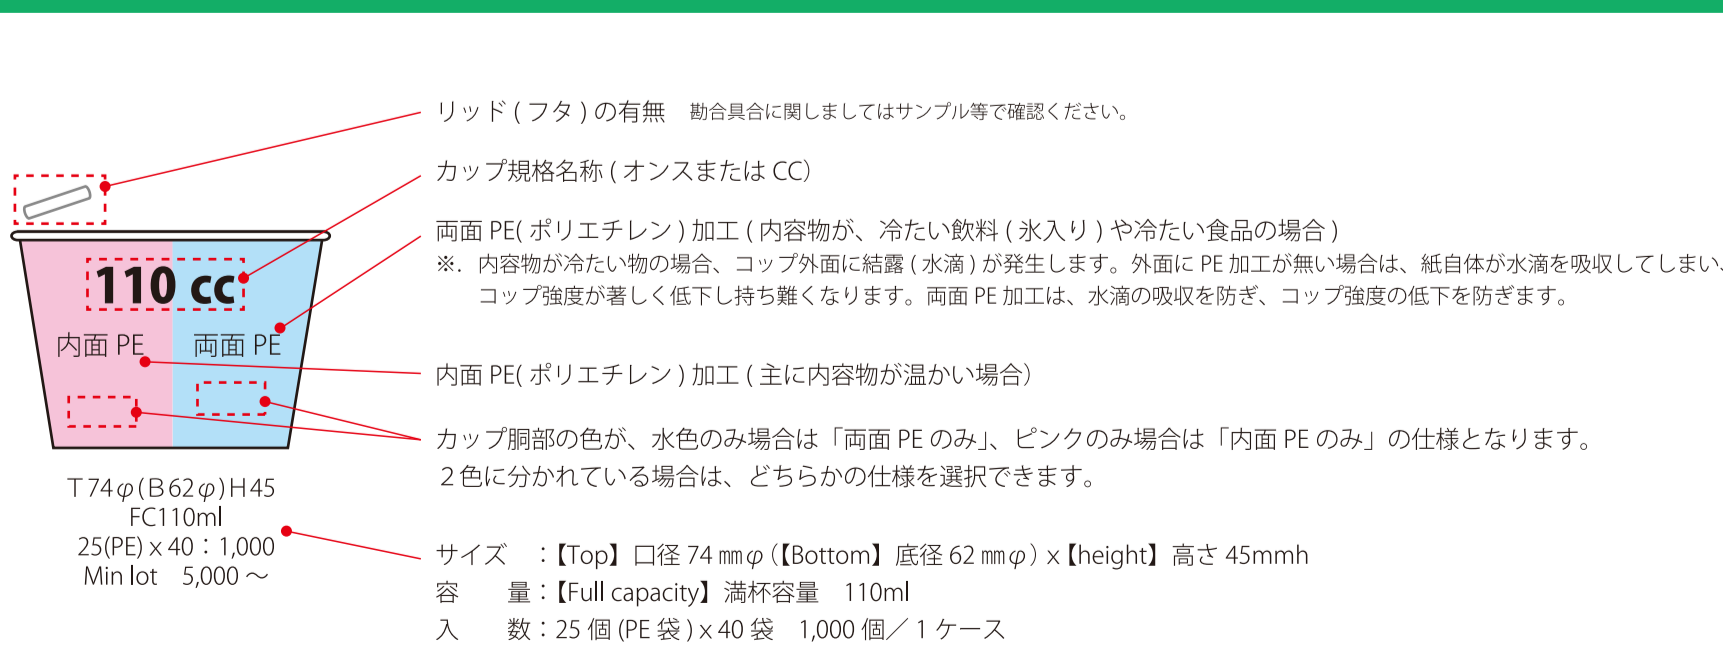 リッド ( フタ ) の有無　勘合具合に関しましてはサンプル等で確認ください。
カップ規格名称 ( オンスまたは CC）
両面 PE( ポリエチレン ) 加工 ( 内容物が、冷たい飲料 ( 氷入り ) や冷たい食品の場合 )
※.  内容物が冷たい物の場合、コップ外面に結露 ( 水滴 ) が発生します。外面に PE 加工が無い場合は、紙自体が水滴を吸収してしまい、
コップ強度が著しく低下し持ち難くなります。両面 PE 加工は、水滴の吸収を防ぎ、コップ強度の低下を防ぎます。
110 cc
内面 PE　両面 PE
内面 PE( ポリエチレン ) 加工 ( 主に内容物が温かい場合）
カップ胴部の色が、水色のみ場合は「両面 PE のみ」、ピンクのみ場合は「内面 PE のみ」の仕様となります。
２色に分かれている場合は、どちらかの仕様を選択できます。
T 74φ(B 62φ) H 45
FC110ml
25(PE) x 40：1,000
Min lot　5,000 ～
サイズ　：【Top】口径 74 ㎜φ（【Bottom】底径 62 ㎜φ）x【height】高さ 45mmh
容　　量：【Full capacity】満杯容量　110ml
入　　数：25 個 (PE 袋 ) x 40 袋　1,000 個／ 1 ケース